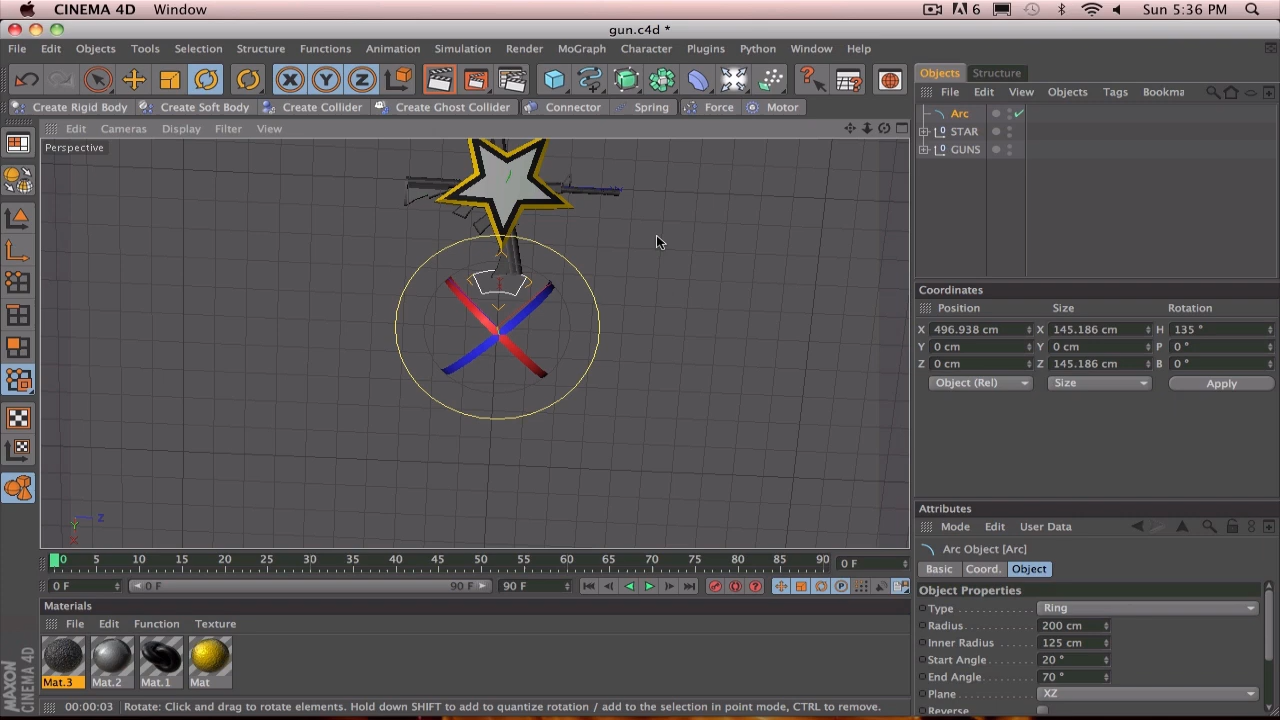 CINEMA 4D Window 6 Sun 5:36 PM
gun.c4d *
File Edit Objects Tools Selection Structure Functions Animation Simulation Render MoGraph Character Plugins Python Window Help
X Y Z
Create Rigid Body Create Soft Body Create Collider Create Ghost Collider Connector Spring Force Motor
Edit Cameras Display Filter View
Perspective
Z
Y
X
Objects Structure
File Edit View Objects Tags Bookma
Arc
STAR
GUNS
Coordinates
Position Size Rotation
X 496.938 cm X 145.186 cm H 135 °
Y 0 cm Y 0 cm P 0 °
Z 0 cm Z 145.186 cm B 0 °
Object (Rel) Size Apply
Attributes
Mode Edit User Data
Arc Object [Arc]
Basic Coord. Object
Object Properties
Type Ring
Radius 200 cm
Inner Radius 125 cm
Start Angle 20 °
End Angle 70 °
Plane XZ
Reverse
0 5 10 15 20 25 30 35 40 45 50 55 60 65 70 75 80 85 90 0 F
0 F 0 F 90 F 90 F
Materials
File Edit Function Texture
Mat.3 Mat.2 Mat.1 Mat
MAXON CINEMA 4D
00:00:03 Rotate: Click and drag to rotate elements. Hold down SHIFT to add to quantize rotation / add to the selection in point mode, CTRL to remove.